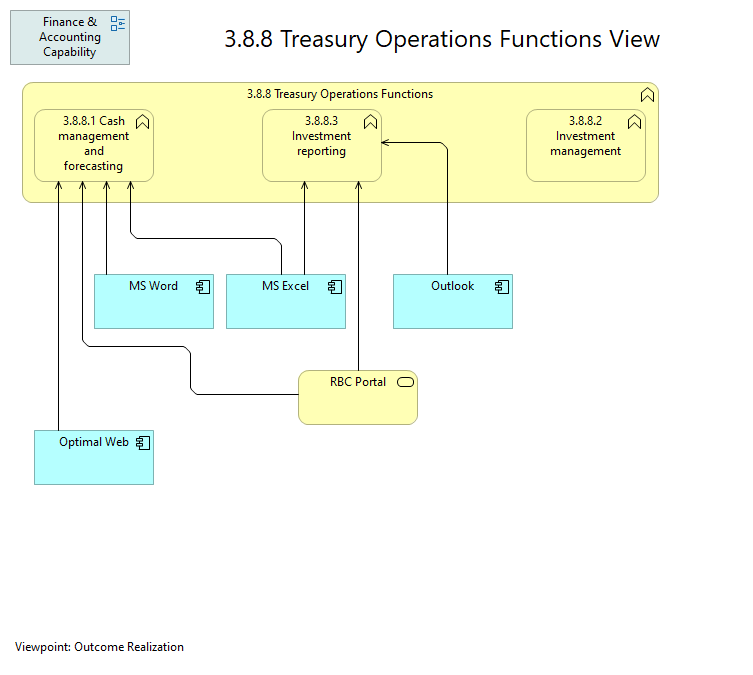 Finance &
Accounting
Capability
3.8.8 Treasury Operations Functions View
3.8.8 Treasury Operations Functions
3.8.8.1 Cash
management
and
forecasting
3.8.8.3
Investment
reporting
3.8.8.2
Investment
management
MS Word
MS Excel
Outlook
RBC Portal
Optimal Web
Viewpoint: Outcome Realization